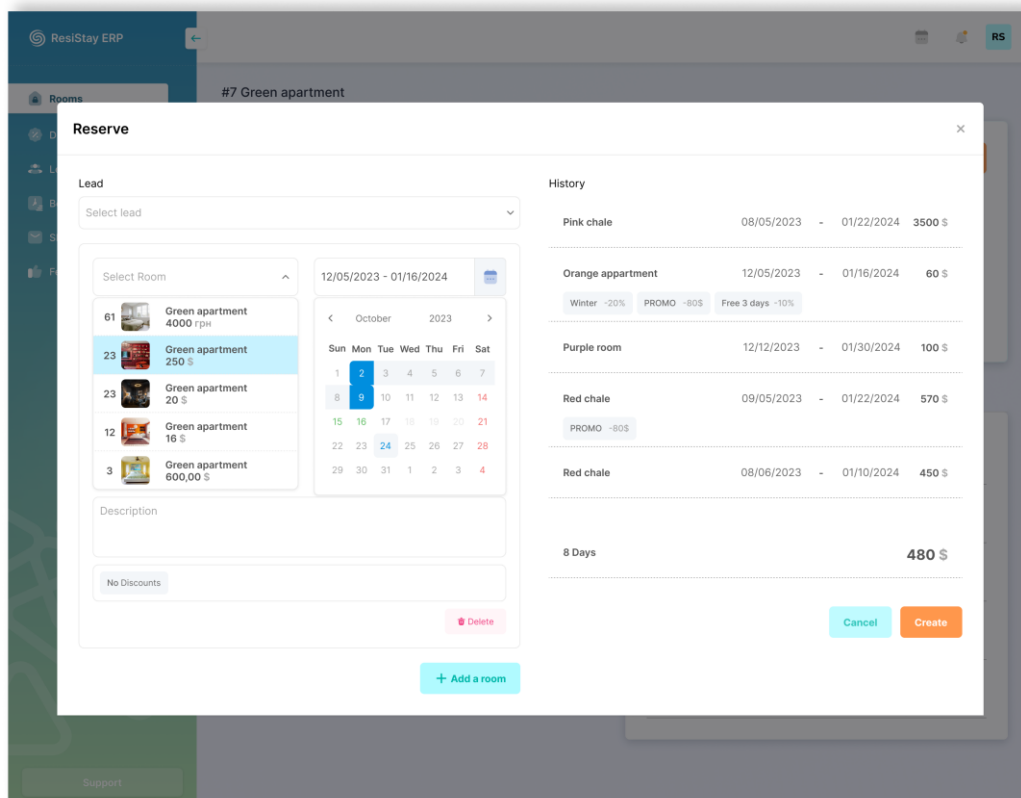 ResiStay ERP
RS
#7 Green apartment
Rooms
Reserve
Lead
Select lead
Select Room
12/05/2023 - 01/16/2024
61 Green apartment
4000 грн
23 Green apartment
250 $
23 Green apartment
20 $
12 Green apartment
16 $
3 Green apartment
600,00 $
October 2023
Sun Mon Tue Wed Thu Fri Sat
1 2 3 4 5 6 7
8 9 10 11 12 13 14
15 16 17 18 19 20 21
22 23 24 25 26 27 28
29 30 31 1 2 3 4
Description
No Discounts
Delete
+ Add a room
History
Pink chale 08/05/2023 - 01/22/2024 3500 $
Orange appartment 12/05/2023 - 01/16/2024 60 $
Winter -20% PROMO -80$ Free 3 days -10%
Purple room 12/12/2023 - 01/30/2024 100 $
Red chale 09/05/2023 - 01/22/2024 570 $
PROMO -80$
Red chale 08/06/2023 - 01/10/2024 450 $
8 Days 480 $
Cancel Create
Support